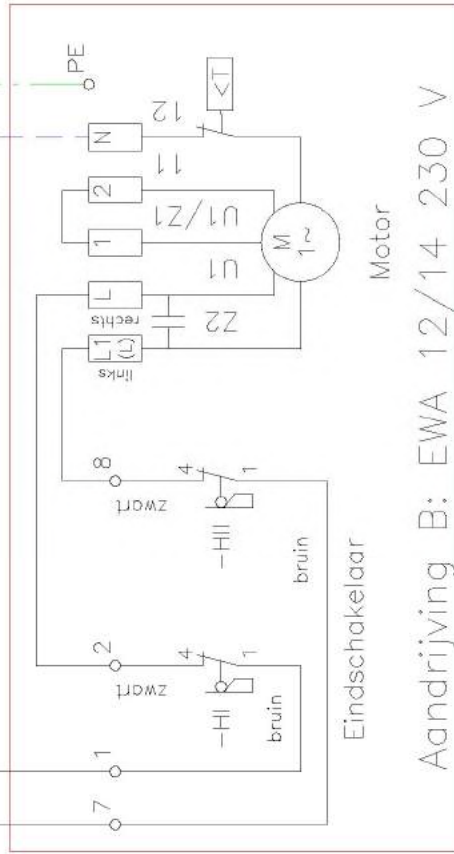 PE
N
2
1
L
rechts
L1
(L)
links
12
<T
11
U1/Z1
U1
Z2
M
1~
Motor
8
zwart
4
1
-HII
bruin
2
zwart
4
1
-HI
bruin
1
7
Eindschakelaar
Aandrijving B: EWA 12/14 230 V